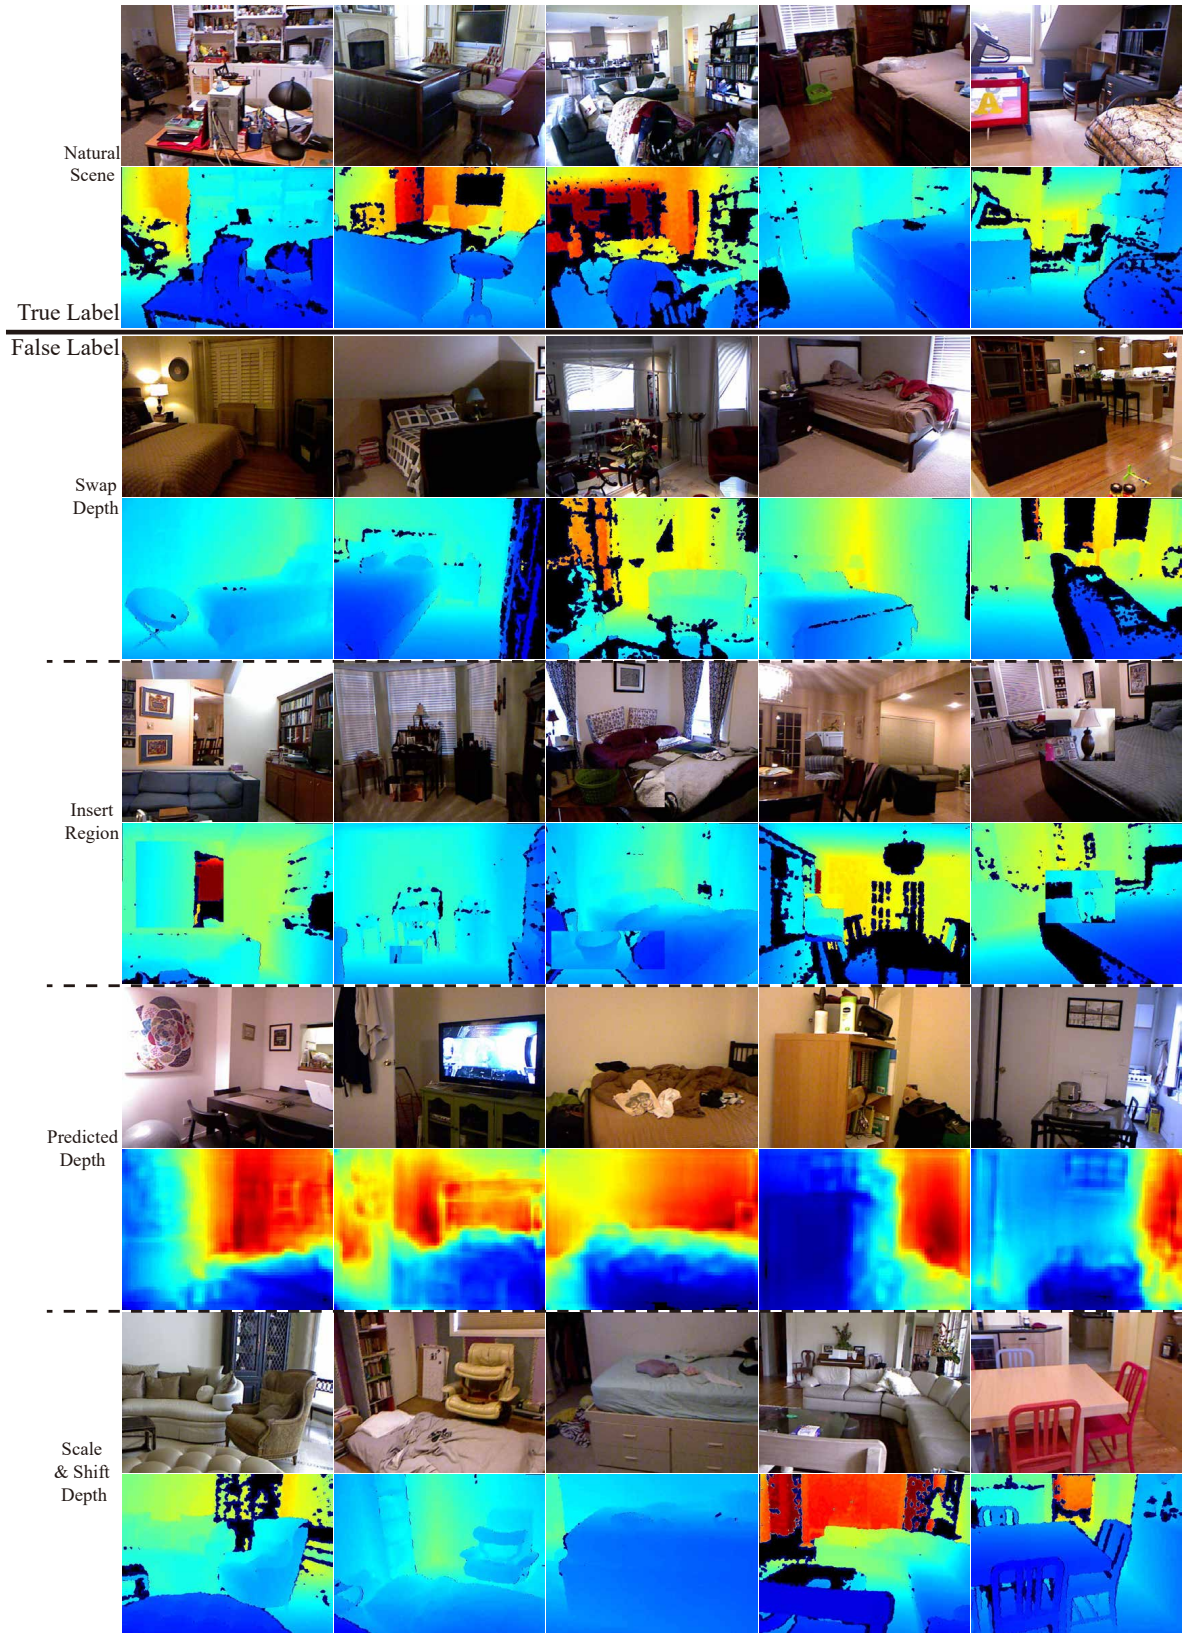 Natural
Scene
True Label
False Label
Swap
Depth
Insert
Region
Predicted
Depth
Scale
& Shift
Depth